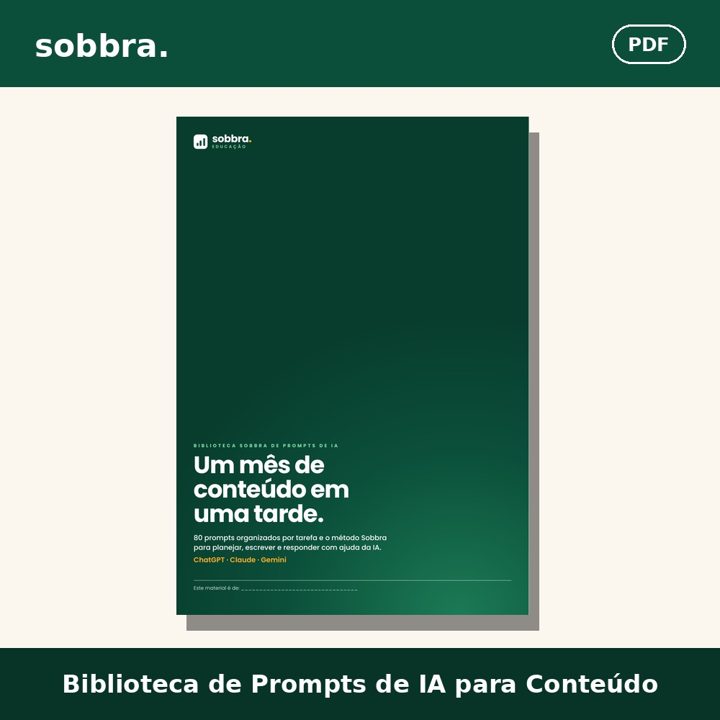 sobbra.
PDF
sobbra.
EDUCAÇÃO
BIBLIOTECA SOBBRA DE PROMPTS DE IA
Um mês de
conteúdo em
uma tarde.
80 prompts organizados por tarefa e o método Sobbra
para planejar, escrever e responder com ajuda da IA.
ChatGPT · Claude · Gemini
Este material é de: ________________________________
Biblioteca de Prompts de IA para Conteúdo